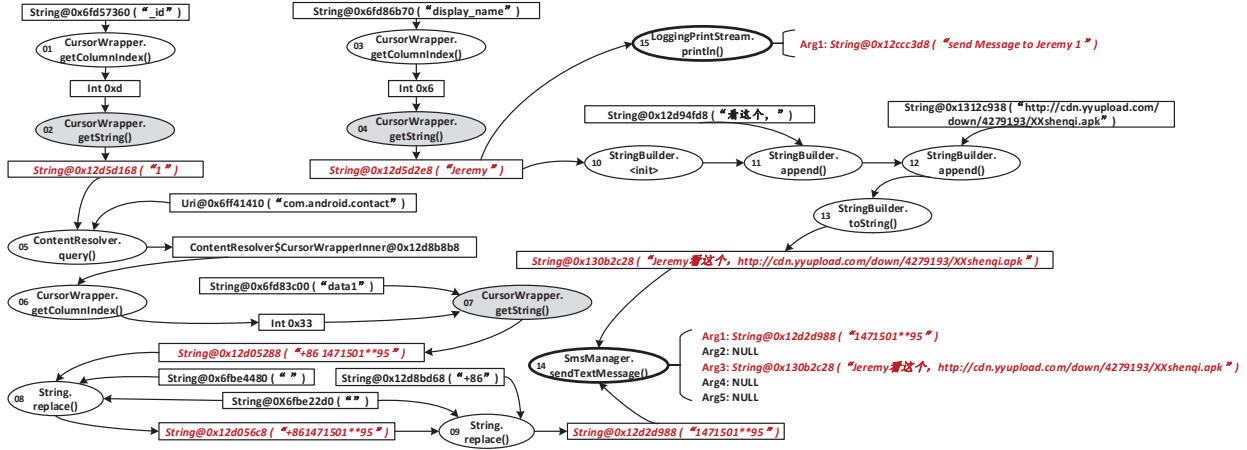 String@0x6fd57360 ( “_id” )
01 CursorWrapper.
getColumnIndex()
Int 0xd
02 CursorWrapper.
getString()
String@0x12d5d168 ( “1” )
Uri@0x6ff41410 ( “com.android.contact” )
05 ContentResolver.
query()
ContentResolver$CursorWrapperInner@0x12d8b8b8
06 CursorWrapper.
getColumnIndex()
Int 0x33
String@0x6fd83c00 ( “data1” )
07 CursorWrapper.
getString()
String@0x12d05288 ( “+86 1471501**95” )
String@0x6fbe4480 ( “ ” )
String@0X6fbe22d0 ( “” )
08 String.
replace()
String@0x12d056c8 ( “+861471501**95” )
String@0x12d8bd68 ( “+86” )
09 String.
replace()
String@0x12d2d988 ( “1471501**95” )
String@0x6fd86b70 ( “display_name” )
03 CursorWrapper.
getColumnIndex()
Int 0x6
04 CursorWrapper.
getString()
String@0x12d5d2e8 ( “Jeremy” )
15 LoggingPrintStream.
println()
Arg1: String@0x12ccc3d8 ( “send Message to Jeremy 1 ” )
10 StringBuilder.
<init>
String@0x12d94fd8 ( “看这个，” )
11 StringBuilder.
append()
String@0x1312c938 ( “http://cdn.yyupload.com/
down/4279193/XXshenqi.apk” )
12 StringBuilder.
append()
13 StringBuilder.
toString()
String@0x130b2c28 ( “Jeremy看这个，http://cdn.yyupload.com/down/4279193/XXshenqi.apk ” )
14 SmsManager.
sendTextMessage()
Arg1: String@0x12d2d988 ( “1471501**95” )
Arg2: NULL
Arg3: String@0x130b2c28 ( “Jeremy看这个，http://cdn.yyupload.com/down/4279193/XXshenqi.apk ” )
Arg4: NULL
Arg5: NULL